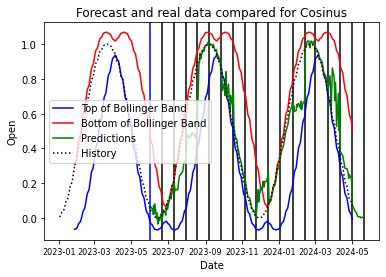 Forecast and real data compared for Cosinus
Open
1.0
0.8
0.6
0.4
0.2
0.0
Top of Bollinger Band
Bottom of Bollinger Band
Predictions
History
2023-01 2023-03 2023-05 2023-07 2023-09 2023-11 2024-01 2024-03 2024-05
Date